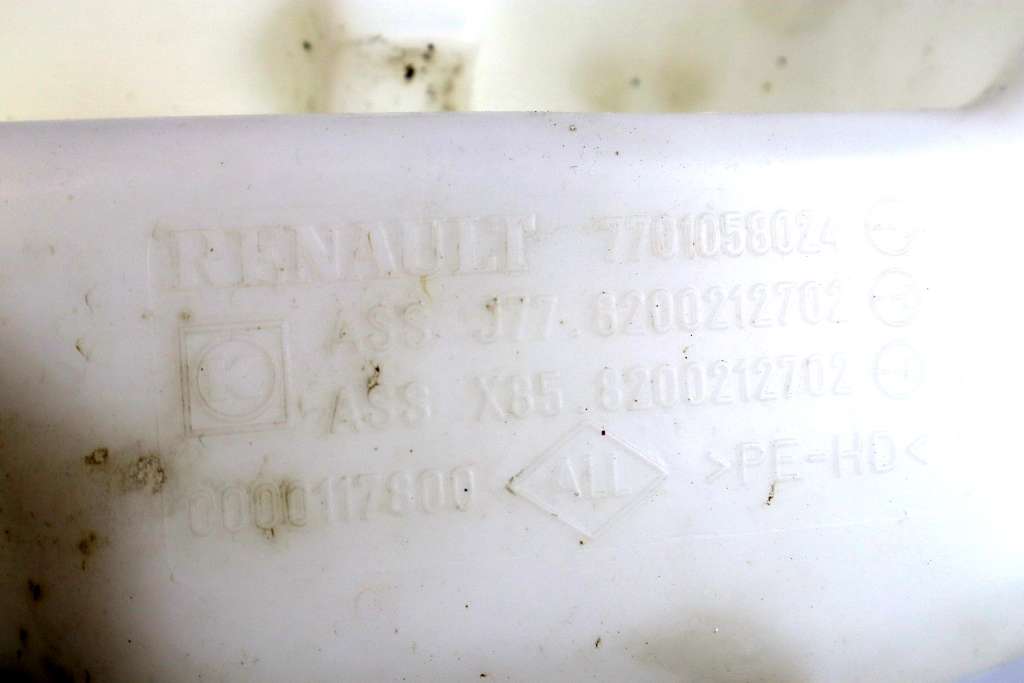 RENAULT 7701058024
ASS J77.8200212702
ASS X85 8200212702
0000117800 ALL >PE-HD<